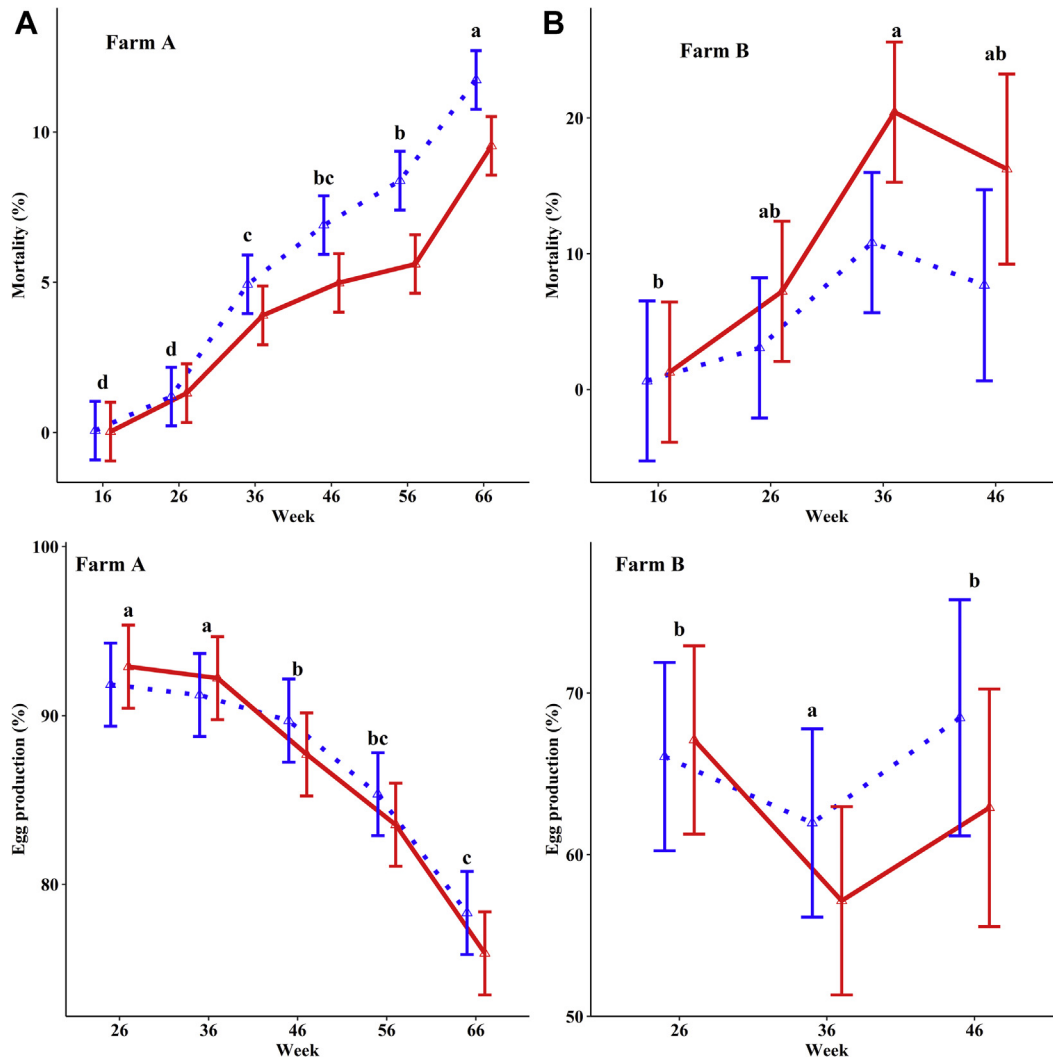 A
Farm A
a
b
bc
c
d
d
10
5
0
Mortality (%)
16 26 36 46 56 66
Week
B
Farm B
a
ab
ab
b
20
10
0
Mortality (%)
16 26 36 46
Week
Farm A
a
a
b
bc
c
100
90
80
Egg production (%)
26 36 46 56 66
Week
Farm B
b
b
a
70
60
50
Egg production (%)
26 36 46
Week